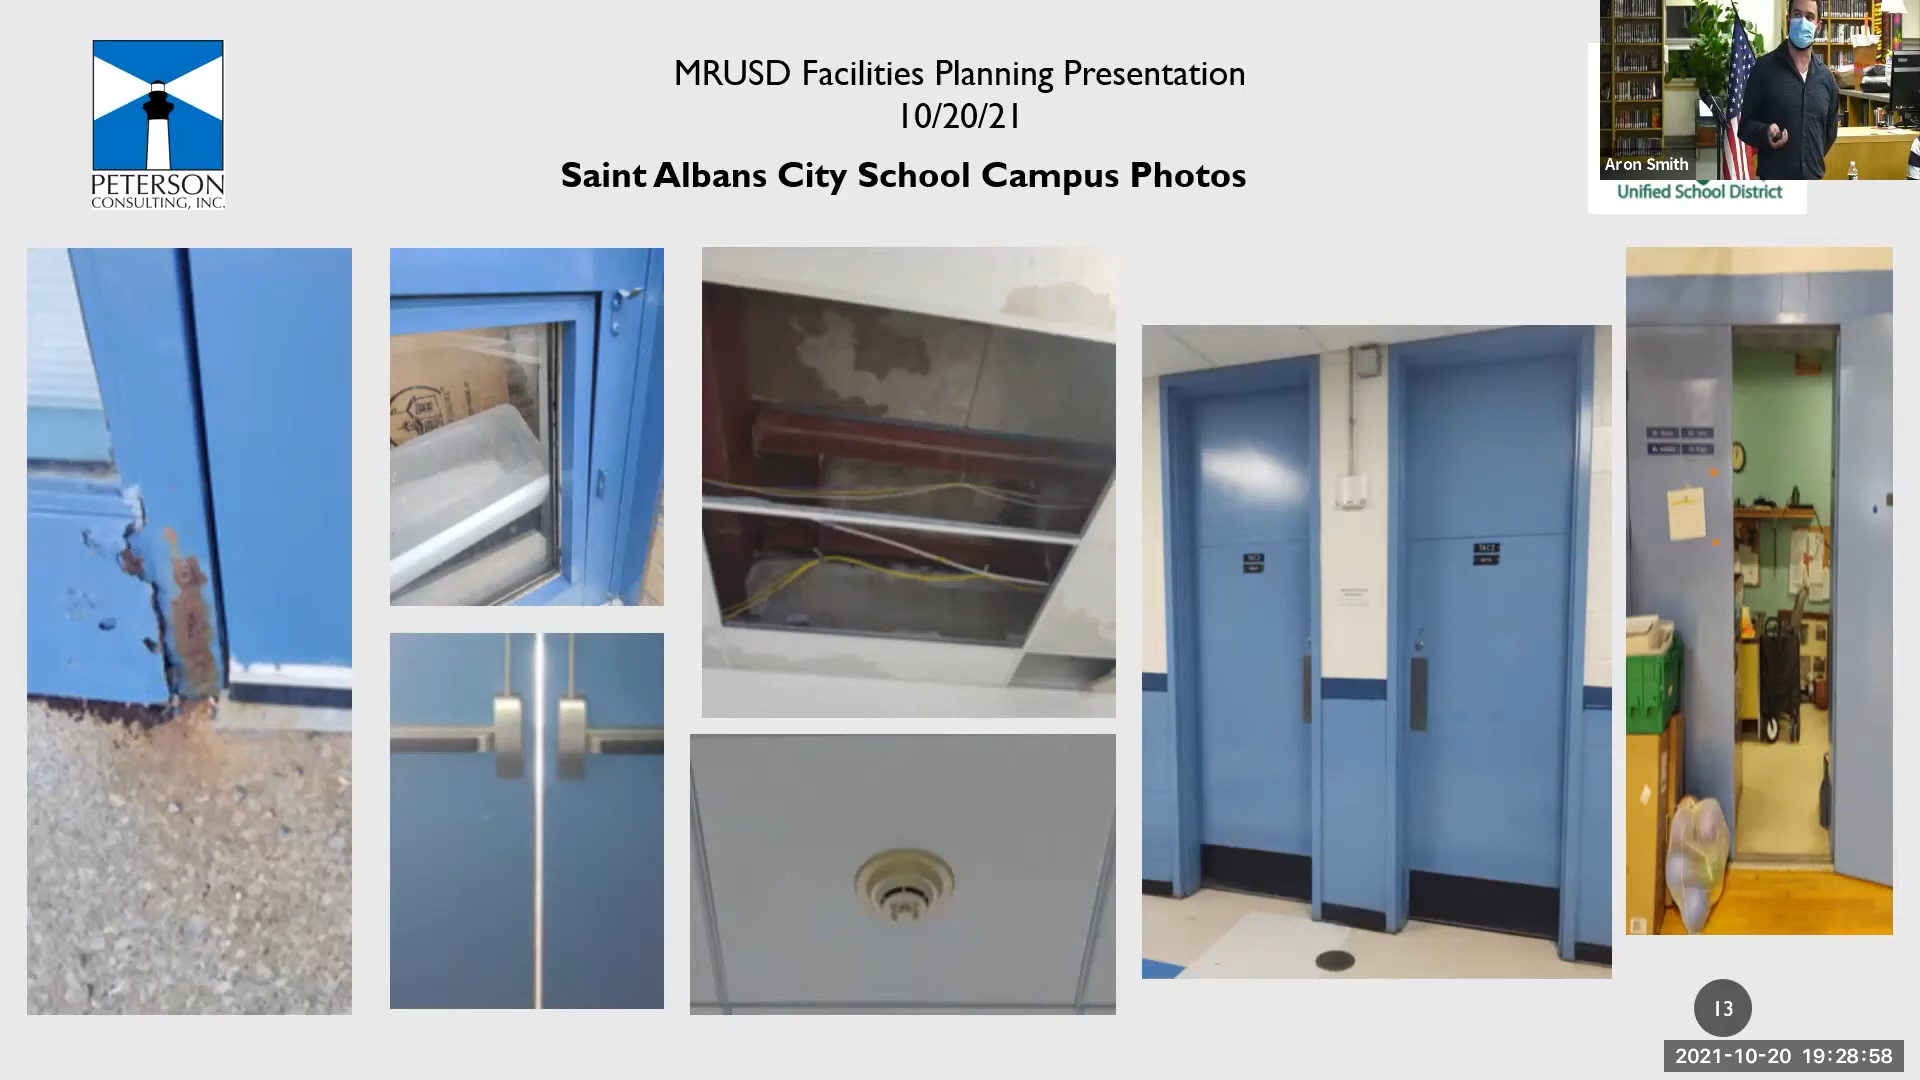 MRUSD Facilities Planning Presentation
10/20/21
Saint Albans City School Campus Photos
PETERSON
CONSULTING, INC.
Aron Smith
Unified School District
13
2021-10-20 19:28:58